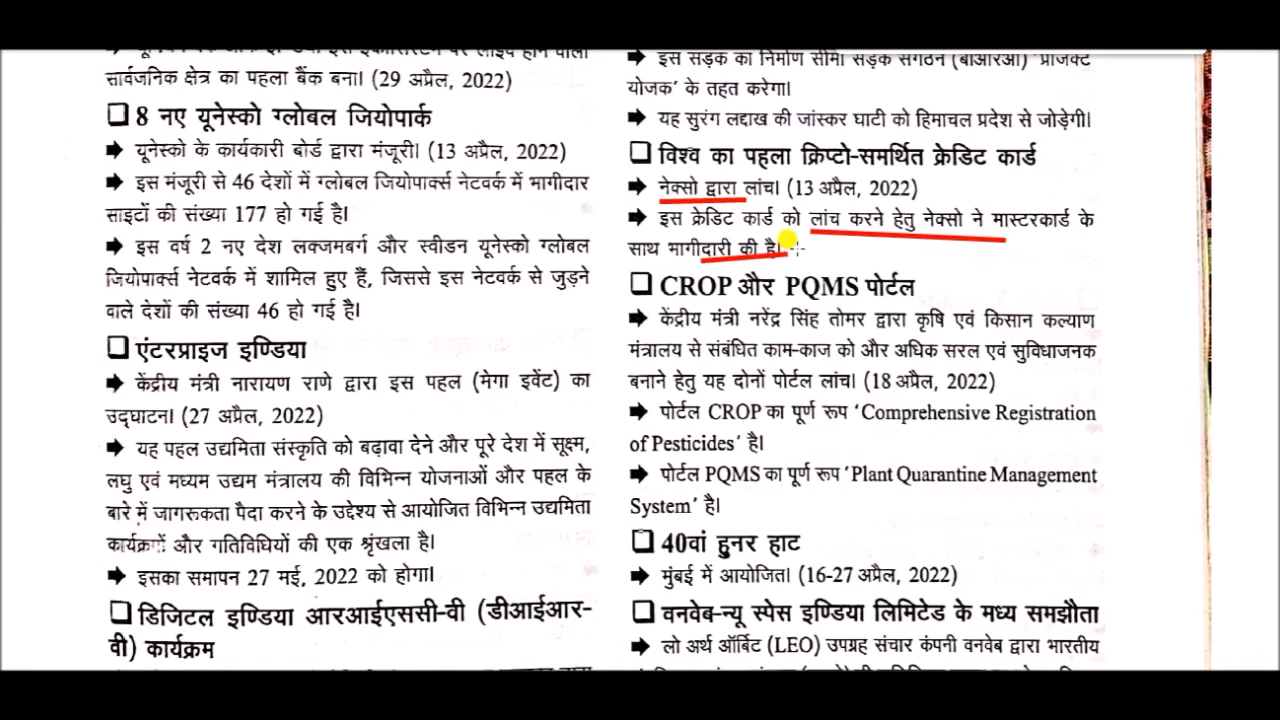 सार्वजनिक क्षेत्र का पहला बैंक बना। (29 अप्रैल, 2022)
❑ 8 नए यूनेस्को ग्लोबल जियोपार्क
➡ यूनेस्को के कार्यकारी बोर्ड द्वारा मंजूरी। (13 अप्रैल, 2022)
➡ इस मंजूरी से 46 देशों में ग्लोबल जियोपार्क्स नेटवर्क में भागीदार
साइटों की संख्या 177 हो गई है।
➡ इस वर्ष 2 नए देश लक्जमबर्ग और स्वीडन यूनेस्को ग्लोबल
जियोपार्क्स नेटवर्क में शामिल हुए हैं, जिससे इस नेटवर्क से जुड़ने
वाले देशों की संख्या 46 हो गई है।
❑ एंटरप्राइज इण्डिया
➡ केंद्रीय मंत्री नारायण राणे द्वारा इस पहल (मेगा इवेंट) का
उद्घाटन। (27 अप्रैल, 2022)
➡ यह पहल उद्यमिता संस्कृति को बढ़ावा देने और पूरे देश में सूक्ष्म,
लघु एवं मध्यम उद्यम मंत्रालय की विभिन्न योजनाओं और पहल के
बारे में जागरूकता पैदा करने के उद्देश्य से आयोजित विभिन्न उद्यमिता
कार्यक्रमों और गतिविधियों की एक श्रृंखला है।
➡ इसका समापन 27 मई, 2022 को होगा।
❑ डिजिटल इण्डिया आरआईएससी-वी (डीआईआर-
वी) कार्यक्रम
➡ इस सड़क का निर्माण सीमा सड़क संगठन (बीआरओ) 'प्रोजेक्ट
योजक' के तहत करेगा।
➡ यह सुरंग लद्दाख की जांस्कर घाटी को हिमाचल प्रदेश से जोड़ेगी।
❑ विश्व का पहला क्रिप्टो-समर्थित क्रेडिट कार्ड
➡ नेक्सो द्वारा लांच। (13 अप्रैल, 2022)
➡ इस क्रेडिट कार्ड को लांच करने हेतु नेक्सो ने मास्टरकार्ड के
साथ भागीदारी की है।
❑ CROP और PQMS पोर्टल
➡ केंद्रीय मंत्री नरेंद्र सिंह तोमर द्वारा कृषि एवं किसान कल्याण
मंत्रालय से संबंधित काम-काज को और अधिक सरल एवं सुविधाजनक
बनाने हेतु यह दोनों पोर्टल लांच। (18 अप्रैल, 2022)
➡ पोर्टल CROP का पूर्ण रूप 'Comprehensive Registration
of Pesticides' है।
➡ पोर्टल PQMS का पूर्ण रूप 'Plant Quarantine Management
System' है।
❑ 40वां हुनर हाट
➡ मुंबई में आयोजित। (16-27 अप्रैल, 2022)
❑ वनवेब-न्यू स्पेस इण्डिया लिमिटेड के मध्य समझौता
➡ लो अर्थ ऑर्बिट (LEO) उपग्रह संचार कंपनी वनवेब द्वारा भारतीय